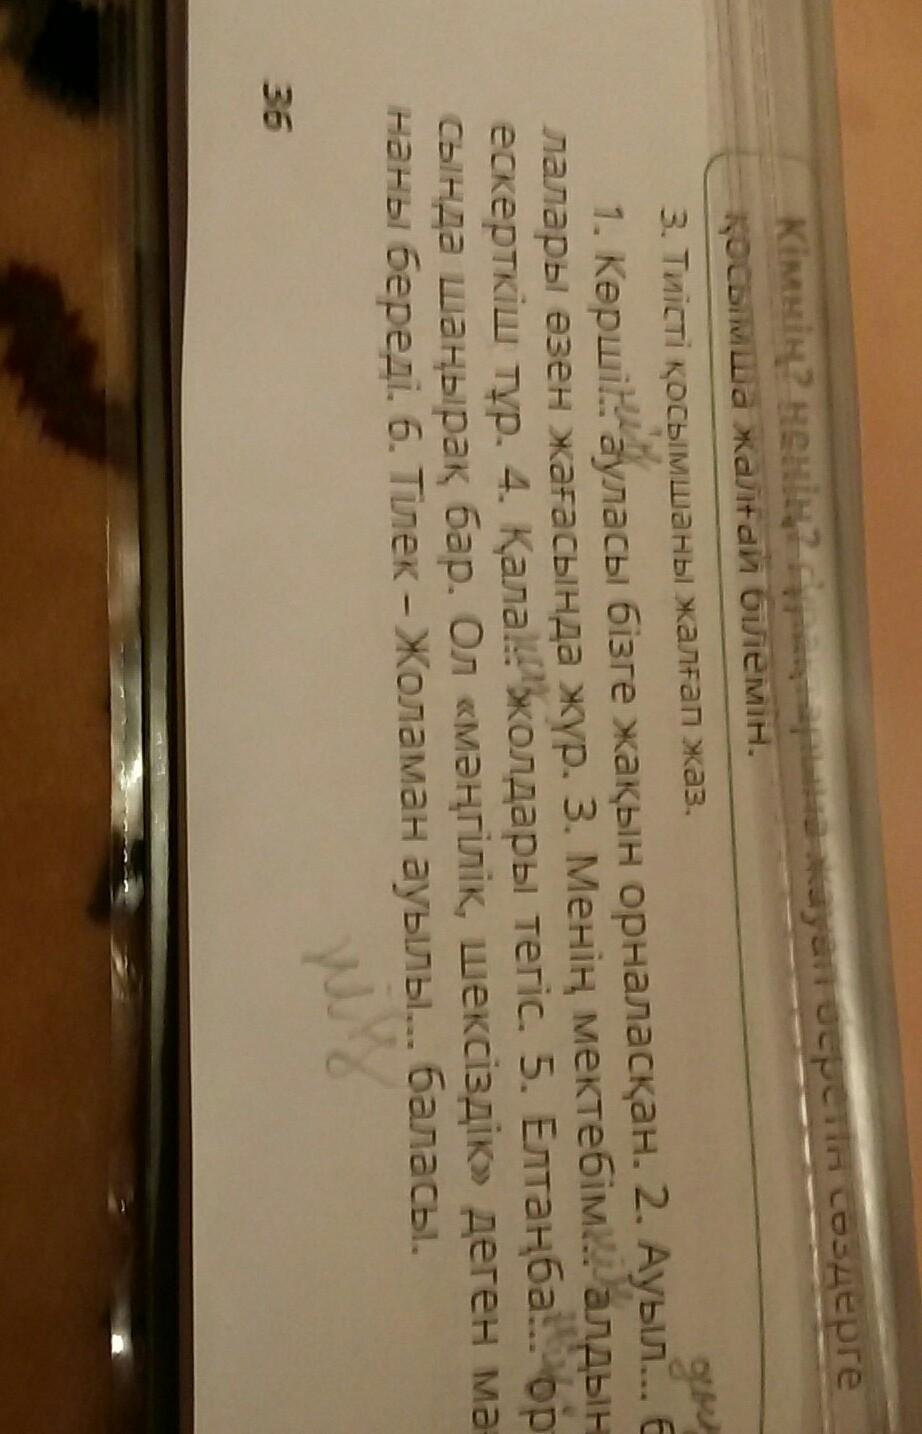 Кімнің? ненің? жауап беретін сөздерге
қосымша жалғай білемін.
3. Тиісті қосымшаны жалғап жаз.
1. Көрші... нің ауласы бізге жақын орналасқан. 2. Ауыл...
лалары өзен жағасында жүр. 3. Менің мектебім... нің алдын
ескерткіш тұр. 4. Қала... жолдары тегіс. 5. Елтаңба... ор
сында шаңырақ бар. Ол «мәңгілік, шексіздік» деген ма
наны береді. 6. Тілек – Жоламан ауылы... баласы.
36